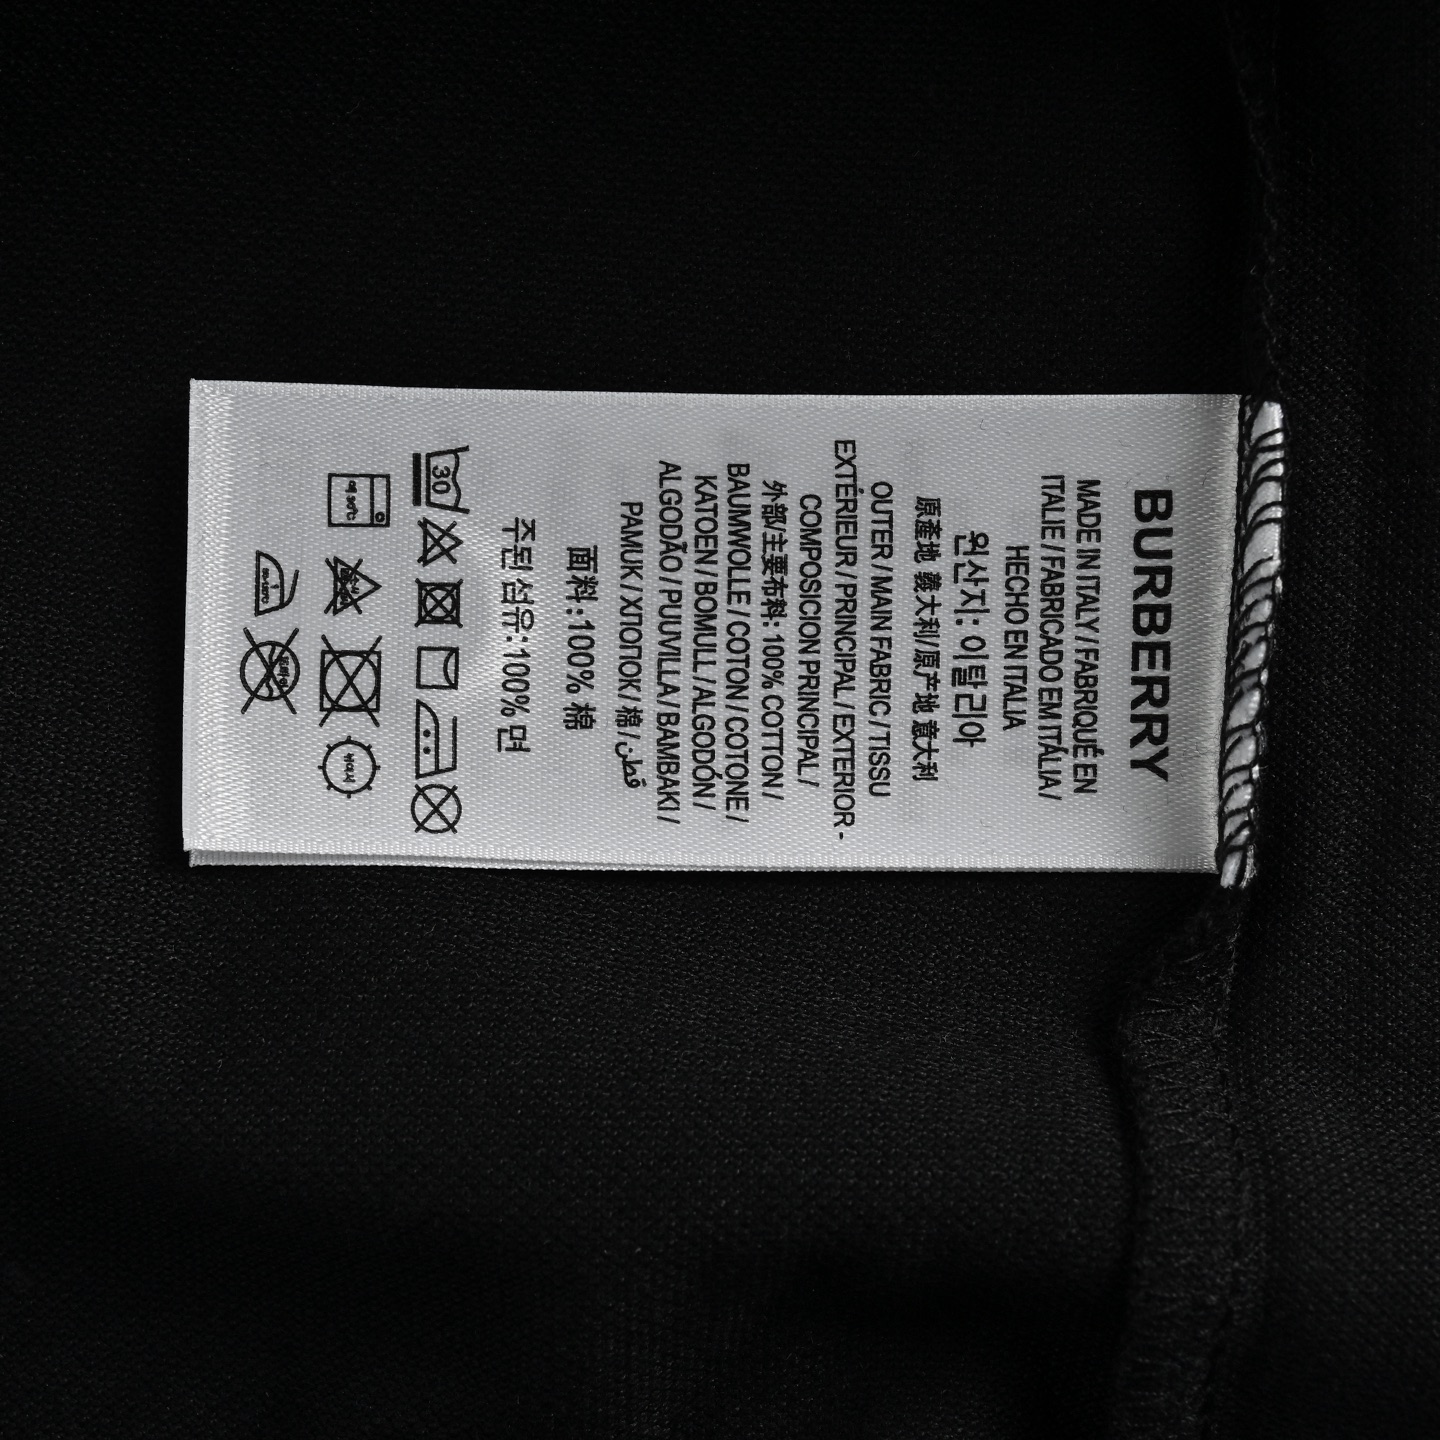 BURBERRY
MADE IN ITALY / FABRIQUÉ EN
ITALIE / FABRICADO EM ITÁLIA /
HECHO EN ITALIA
원산지: 이탈리아
原產地 義大利/原产地 意大利
OUTER / MAIN FABRIC / TISSU
EXTÉRIEUR / PRINCIPAL / EXTERIOR -
COMPOSICION PRINCIPAL /
外部/主要布料: 100% COTTON /
BAUMWOLLE / COTON / COTONE /
KATOEN / BOMULL / ALGODÓN /
ALGODÃO / PUUVILLA / BAMBAKI /
PAMUK / ХΠОПОК / 棉 / قطن
面料:100% 棉
주된 섬유:100% 면
30
약 30℃